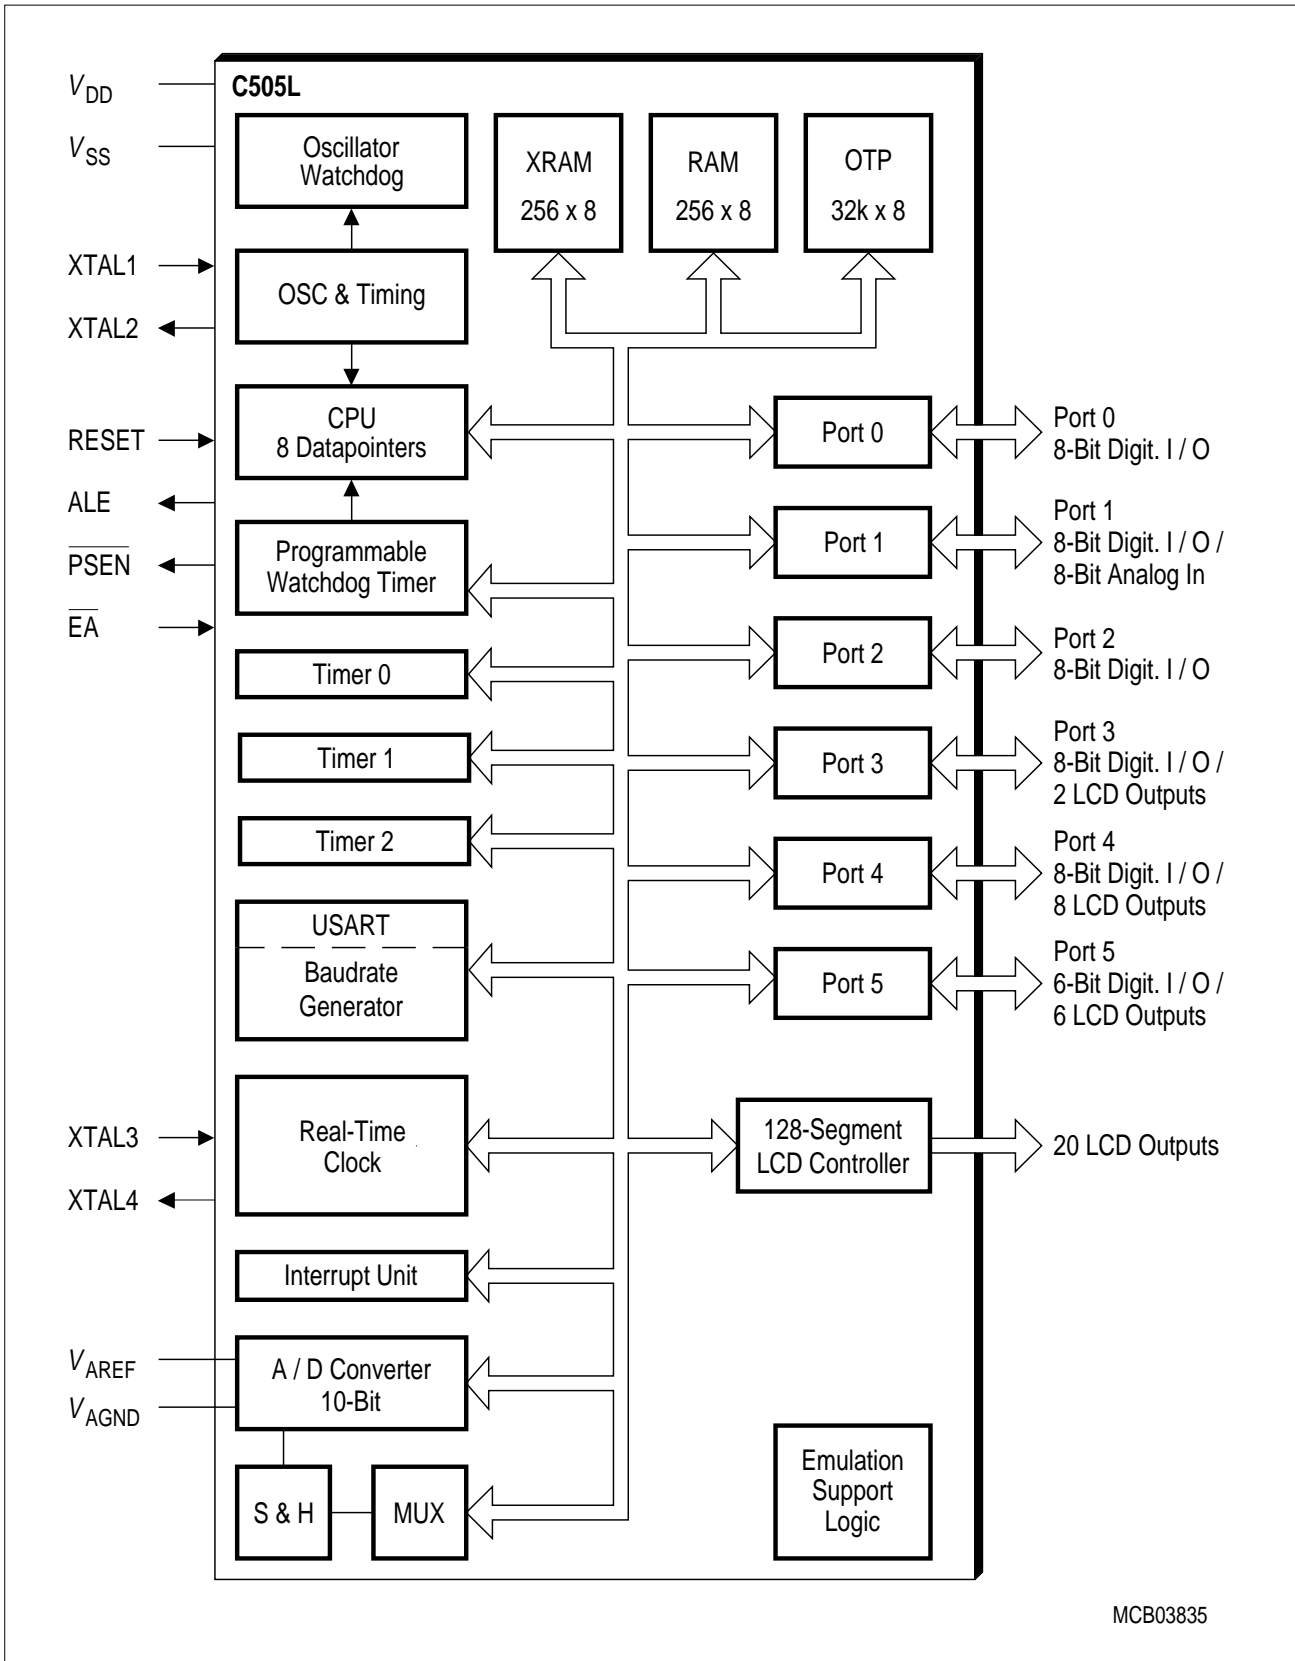 V DD
V SS
XTAL1
XTAL2
RESET
ALE
PSEN
EA
XTAL3
XTAL4
V AREF
V AGND
C505L
Oscillator
Watchdog
OSC & Timing
CPU
8 Datapointers
Programmable
Watchdog Timer
Timer 0
Timer 1
Timer 2
USART
Baudrate
Generator
Real-Time
Clock
Interrupt Unit
A / D Converter
10-Bit
S & H
MUX
XRAM
256 x 8
RAM
256 x 8
OTP
32k x 8
Port 0
Port 1
Port 2
Port 3
Port 4
Port 5
128-Segment
LCD Controller
Emulation
Support
Logic
Port 0
8-Bit Digit. I / O
Port 1
8-Bit Digit. I / O /
8-Bit Analog In
Port 2
8-Bit Digit. I / O
Port 3
8-Bit Digit. I / O /
2 LCD Outputs
Port 4
8-Bit Digit. I / O /
8 LCD Outputs
Port 5
6-Bit Digit. I / O /
6 LCD Outputs
20 LCD Outputs
MCB03835